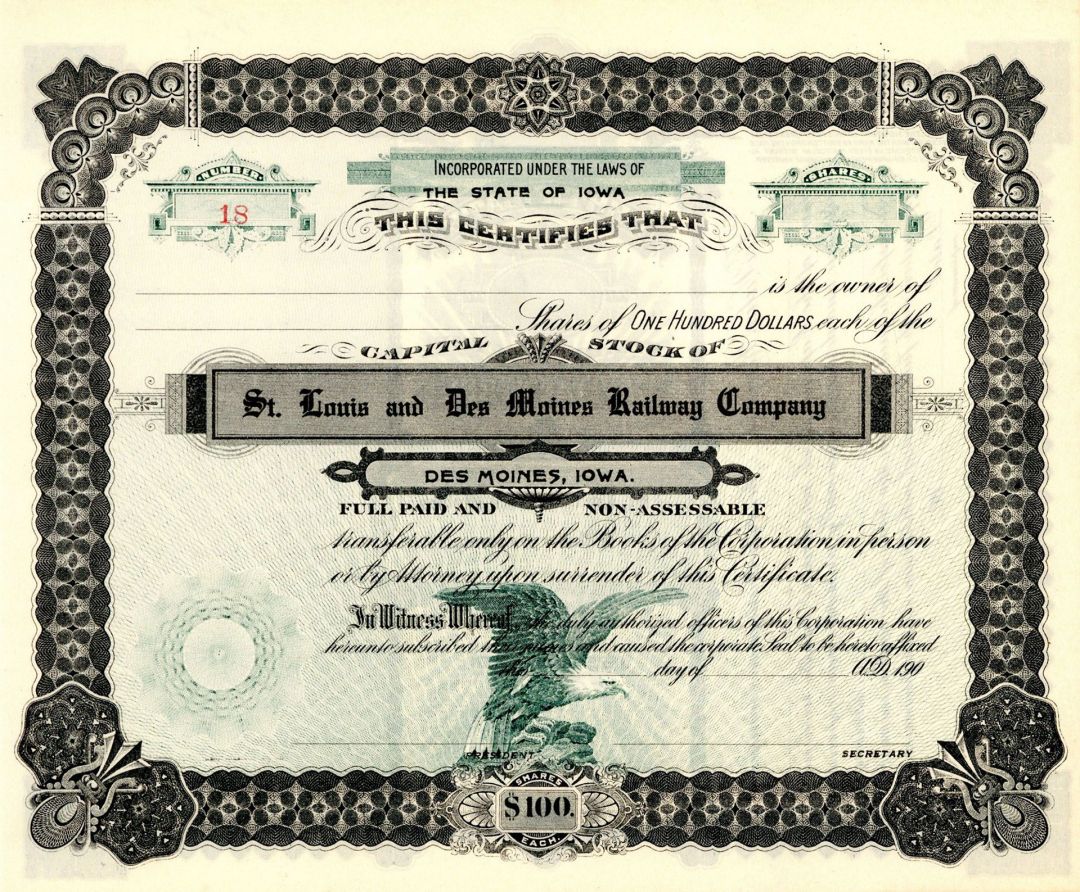 NUMBER
18
INCORPORATED UNDER THE LAWS OF
THE STATE OF IOWA
SHARES
THIS CERTIFIES THAT
is the owner of
Shares of ONE HUNDRED DOLLARS each of the
CAPITAL STOCK OF
St. Louis and Des Moines Railway Company
DES MOINES, IOWA.
FULL PAID AND NON-ASSESSABLE
transferable only on the Books of the Corporation in person
or by Attorney upon surrender of this Certificate.
In Witness Whereof, the duly authorized officers of this Corporation have
hereunto subscribed their names and caused the corporate Seal to be hereto affixed
this day of A.D. 190
PRESIDENT SECRETARY
SHARES
$100.
EACH